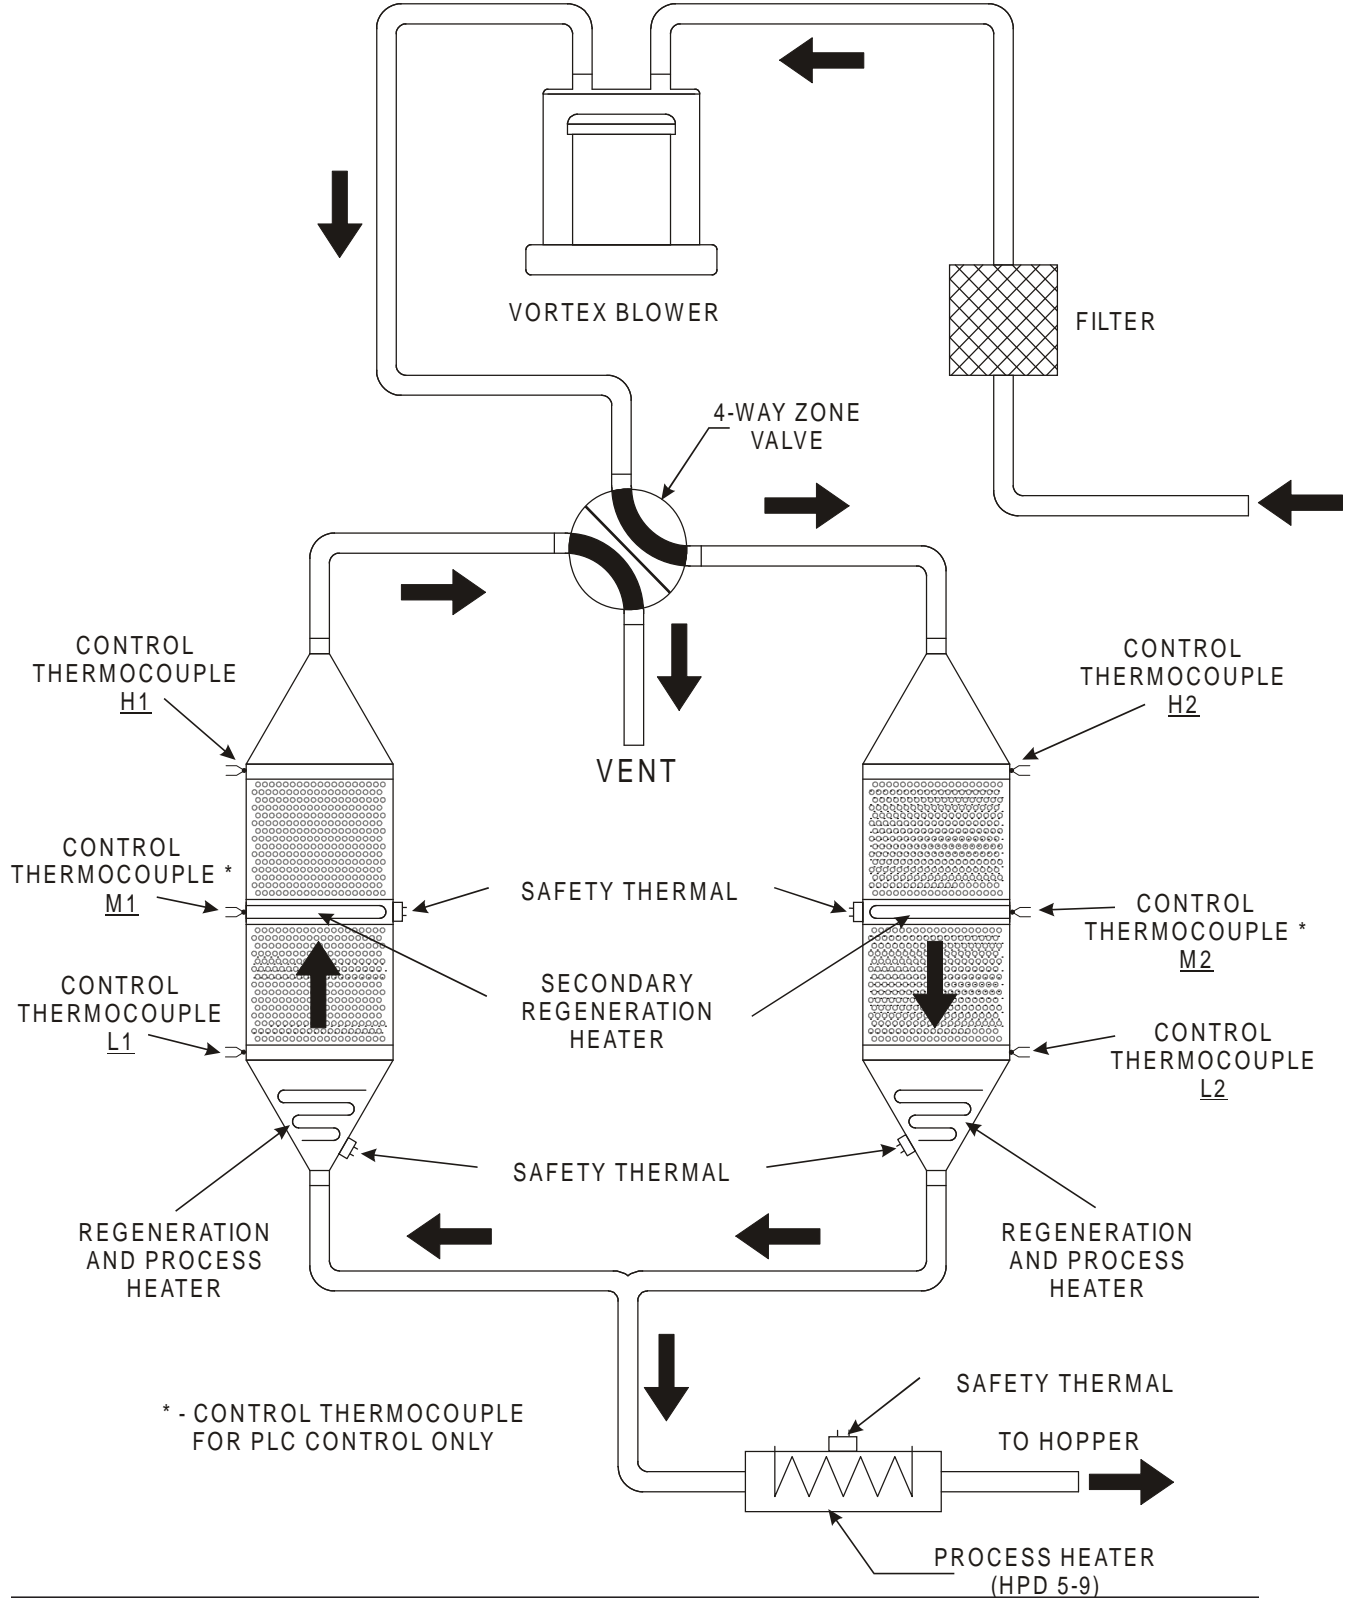 VORTEX BLOWER
FILTER
4-WAY ZONE
VALVE
CONTROL
THERMOCOUPLE
H1
CONTROL
THERMOCOUPLE
H2
VENT
CONTROL
THERMOCOUPLE *
M1
SAFETY THERMAL
CONTROL
THERMOCOUPLE *
M2
CONTROL
THERMOCOUPLE
L1
SECONDARY
REGENERATION
HEATER
CONTROL
THERMOCOUPLE
L2
SAFETY THERMAL
REGENERATION
AND PROCESS
HEATER
REGENERATION
AND PROCESS
HEATER
* - CONTROL THERMOCOUPLE
FOR PLC CONTROL ONLY
SAFETY THERMAL
TO HOPPER
PROCESS HEATER
(HPD 5-9)